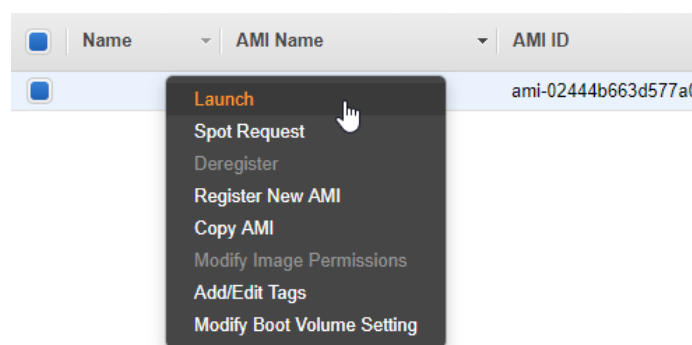 Name AMI Name AMI ID
ami-02444b663d577a0
Launch
Spot Request
Deregister
Register New AMI
Copy AMI
Modify Image Permissions
Add/Edit Tags
Modify Boot Volume Setting